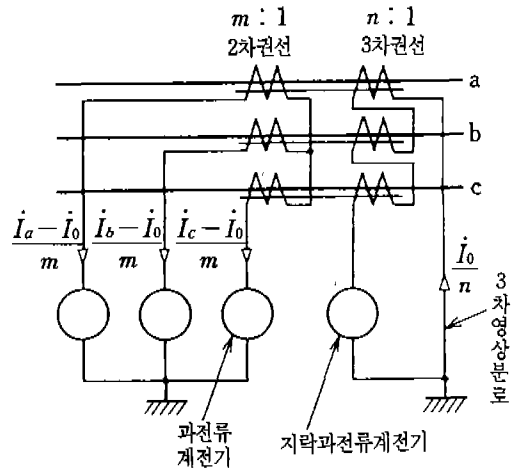 m : 1
n : 1
2차권선
3차권선
a
b
c
İa − İ0
m
İb − İ0
m
İc − İ0
m
İ0
n
3차영상분로
과전류
계전기
지락과전류계전기